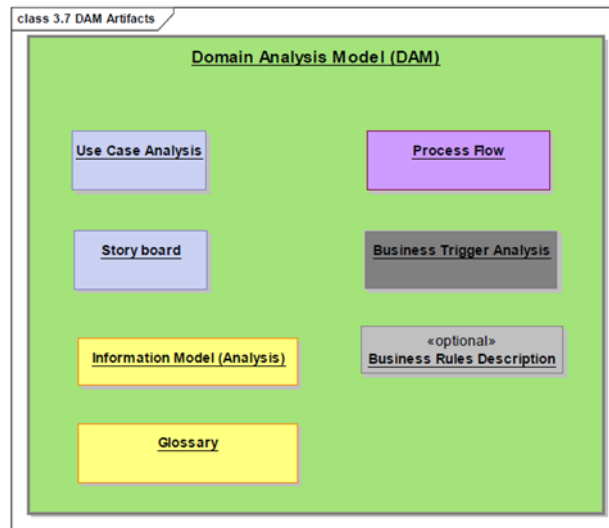 class 3.7 DAM Artifacts
Domain Analysis Model (DAM)
Use Case Analysis
Process Flow
Story board
Business Trigger Analysis
Information Model (Analysis)
«optional»
Business Rules Description
Glossary